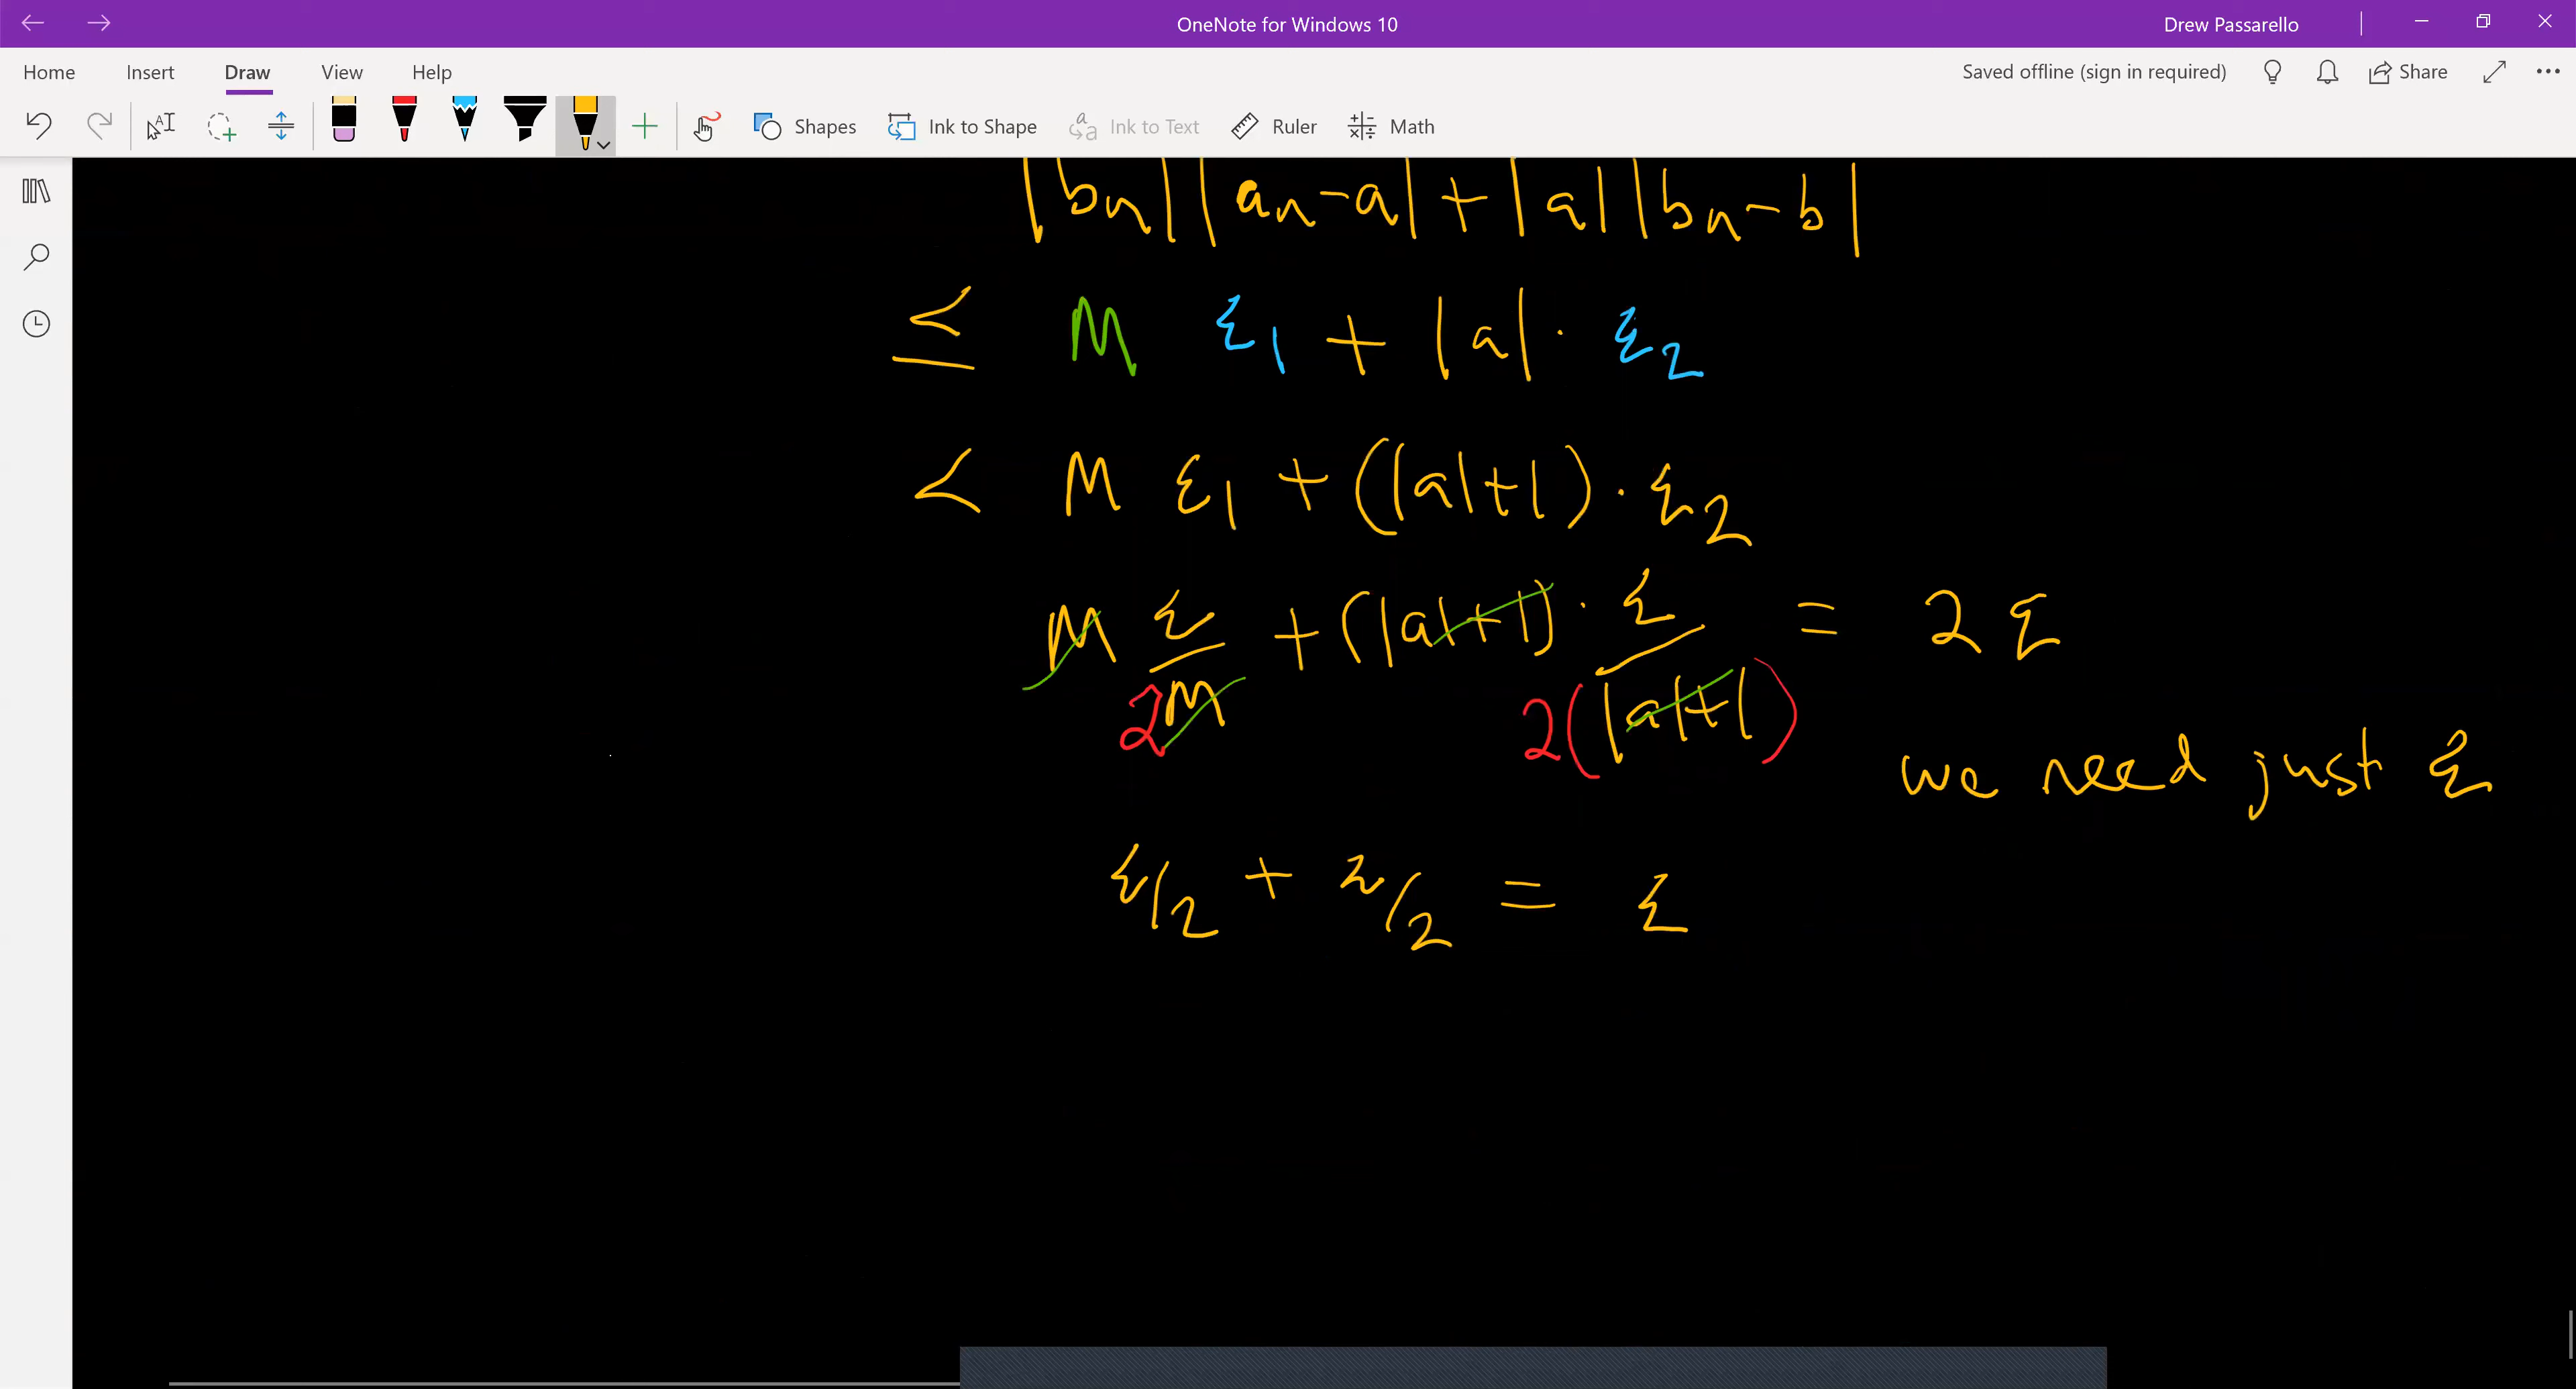 OneNote for Windows 10
Drew Passarello
Home Insert Draw View Help
Saved offline (sign in required) Share
Shapes Ink to Shape Ink to Text Ruler Math
|bn| |an-a| + |a| |bn-b|
≤ M ε1 + |a| · ε2
< M ε1 + (|a|+1) · ε2
M ε/2M + (|a|+1) · ε/2(|a|+1) = 2ε
we need just ε
ε/2 + ε/2 = ε